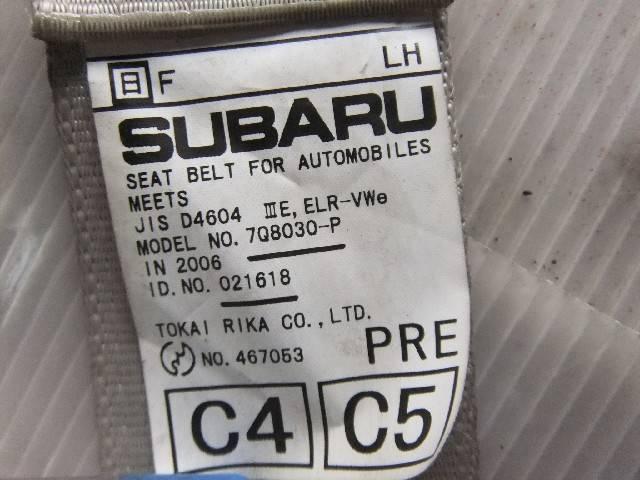 日 F LH
SUBARU
SEAT BELT FOR AUTOMOBILES
MEETS
JIS D4604 ⅢE, ELR-VWe
MODEL NO. 7Q8030-P
IN 2006
ID. NO. 021618
TOKAI RIKA CO., LTD.
NO. 467053 PRE
C4 C5